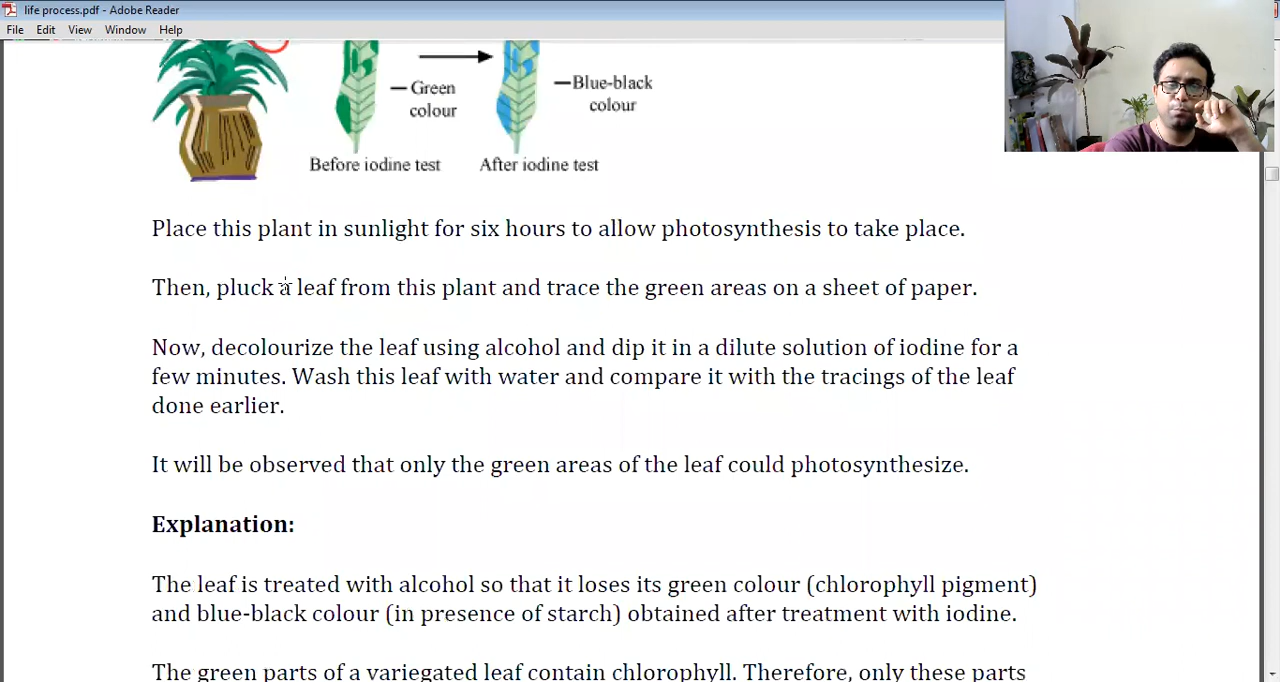 life process.pdf - Adobe Reader
File Edit View Window Help
Green
colour
Blue-black
colour
Before iodine test
After iodine test
Place this plant in sunlight for six hours to allow photosynthesis to take place.
Then, pluck a leaf from this plant and trace the green areas on a sheet of paper.
Now, decolourize the leaf using alcohol and dip it in a dilute solution of iodine for a
few minutes. Wash this leaf with water and compare it with the tracings of the leaf
done earlier.
It will be observed that only the green areas of the leaf could photosynthesize.
Explanation:
The leaf is treated with alcohol so that it loses its green colour (chlorophyll pigment)
and blue-black colour (in presence of starch) obtained after treatment with iodine.
The green parts of a variegated leaf contain chlorophyll. Therefore, only these parts